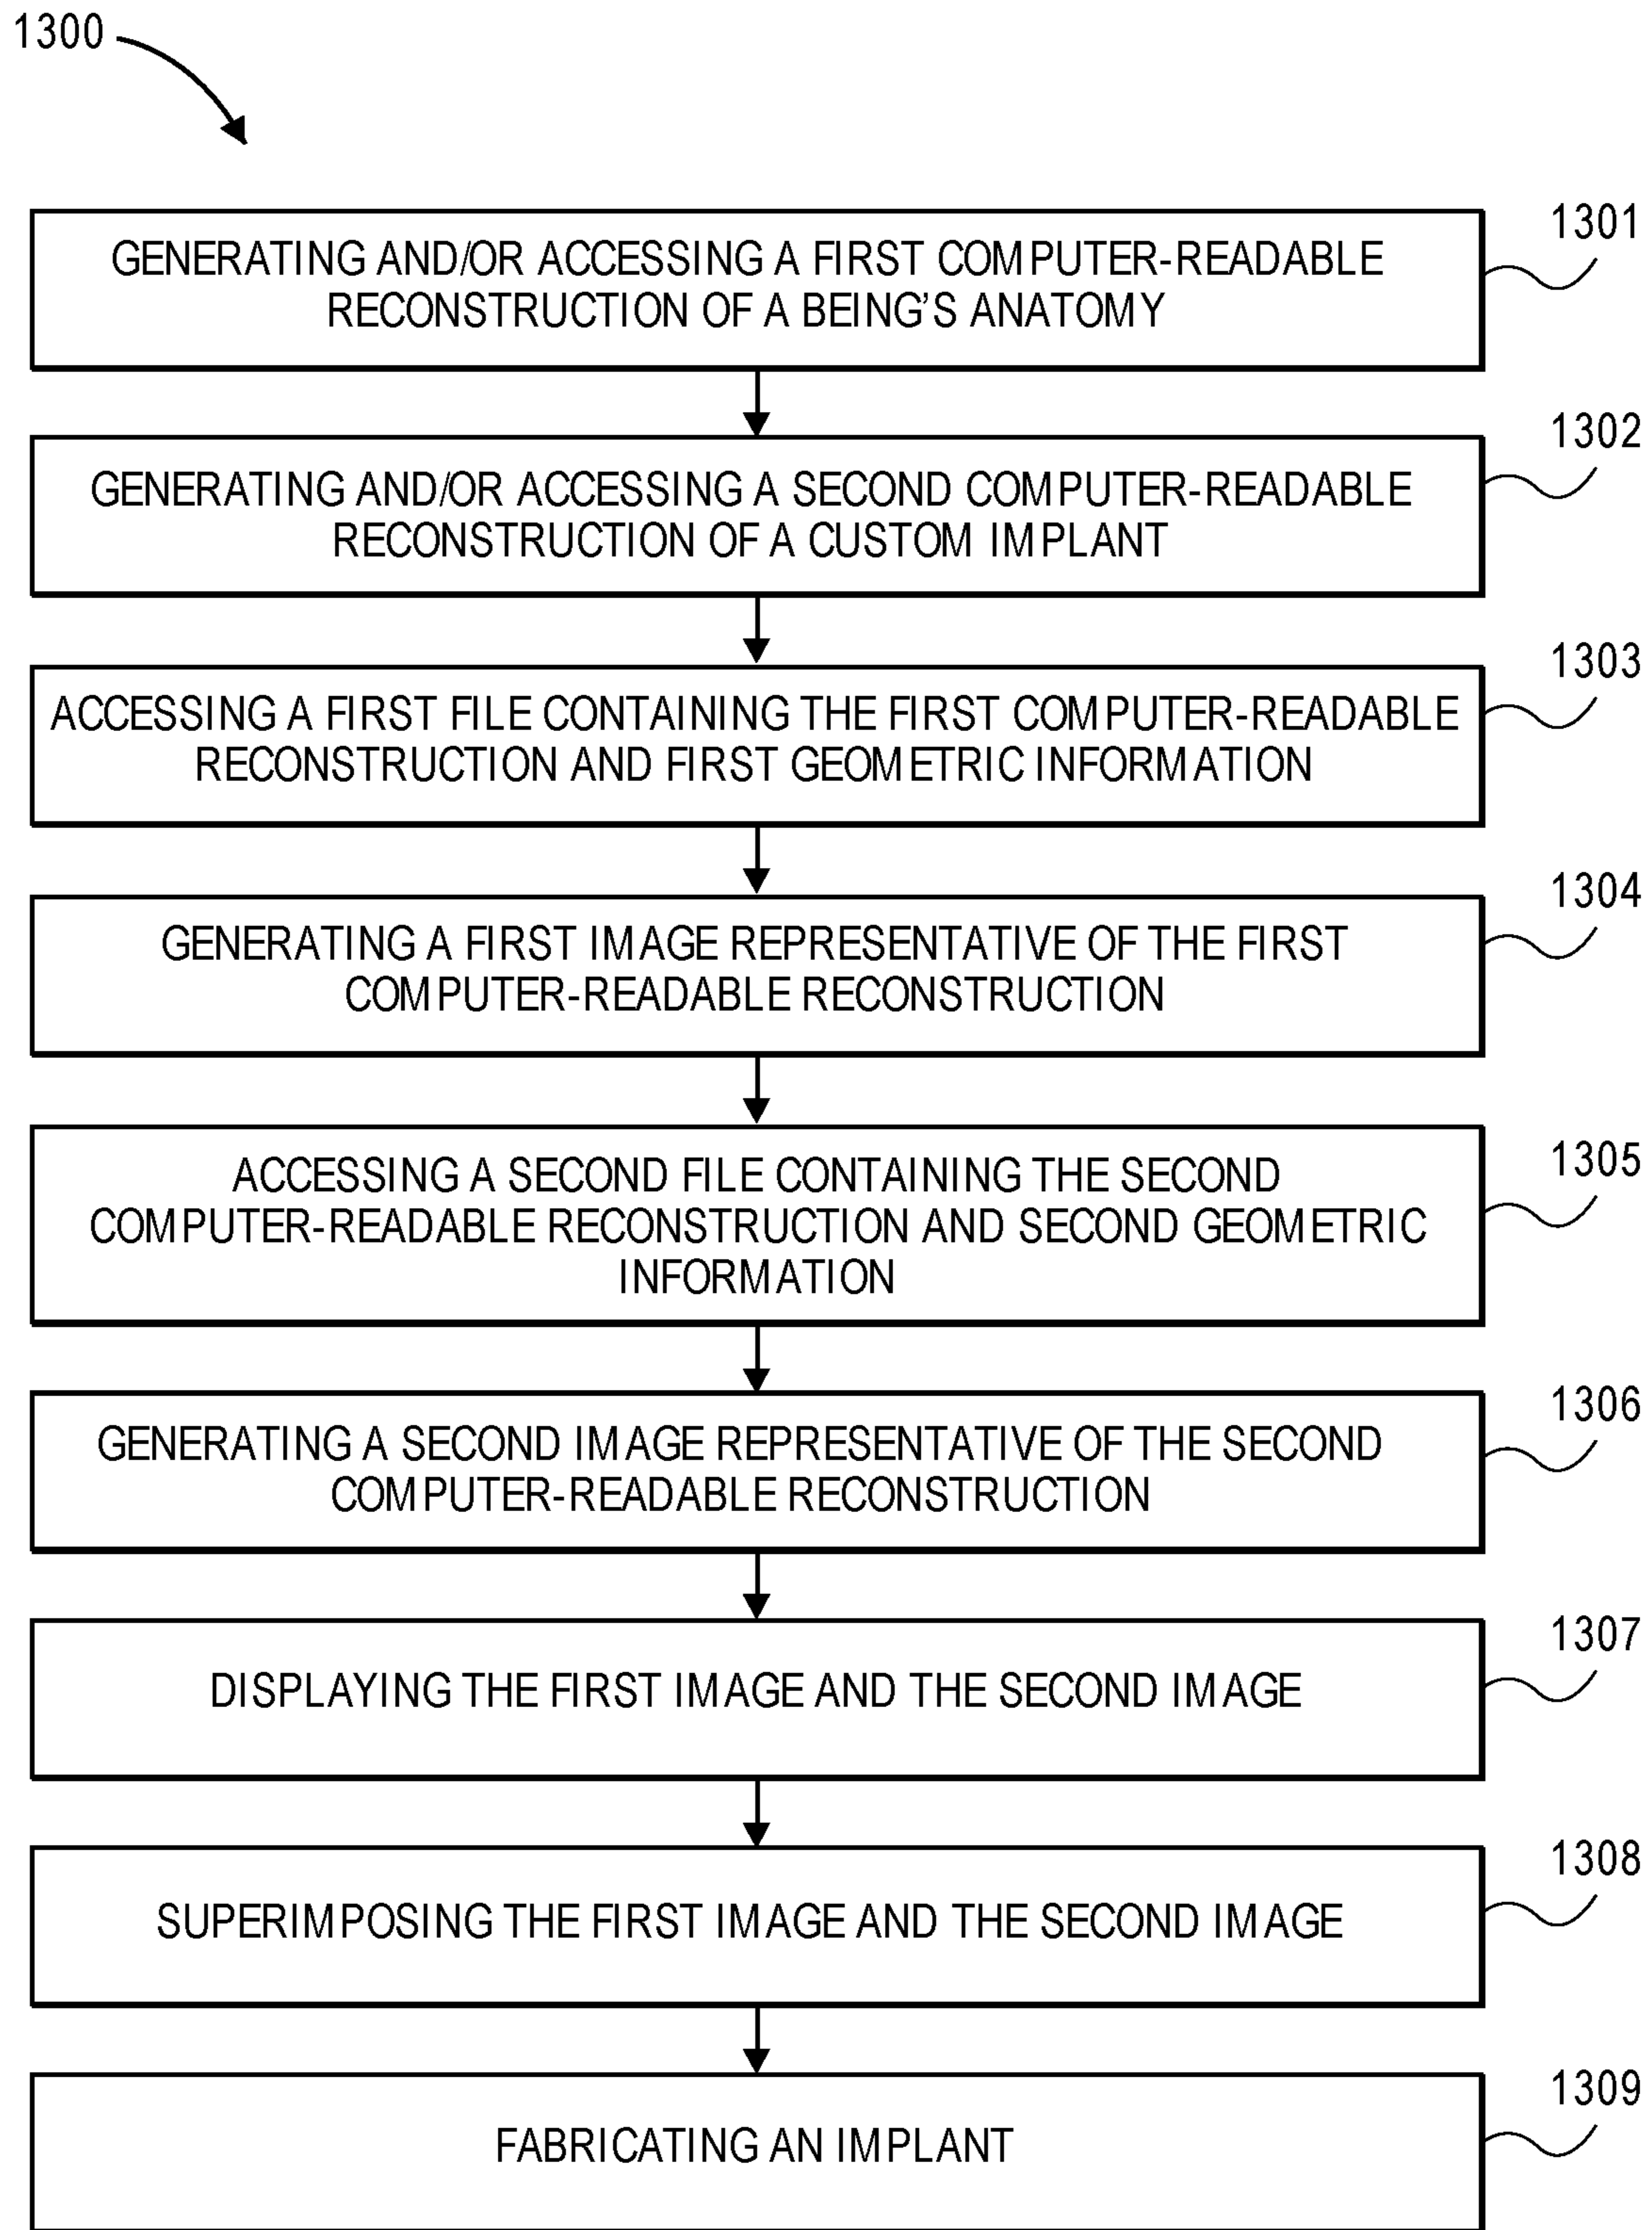 1300
1301
GENERATING AND/OR ACCESSING A FIRST COMPUTER-READABLE
RECONSTRUCTION OF A BEING’S ANATOMY
1302
GENERATING AND/OR ACCESSING A SECOND COMPUTER-READABLE
RECONSTRUCTION OF A CUSTOM IMPLANT
1303
ACCESSING A FIRST FILE CONTAINING THE FIRST COMPUTER-READABLE
RECONSTRUCTION AND FIRST GEOMETRIC INFORMATION
1304
GENERATING A FIRST IMAGE REPRESENTATIVE OF THE FIRST
COMPUTER-READABLE RECONSTRUCTION
1305
ACCESSING A SECOND FILE CONTAINING THE SECOND
COMPUTER-READABLE RECONSTRUCTION AND SECOND GEOMETRIC
INFORMATION
1306
GENERATING A SECOND IMAGE REPRESENTATIVE OF THE SECOND
COMPUTER-READABLE RECONSTRUCTION
1307
DISPLAYING THE FIRST IMAGE AND THE SECOND IMAGE
1308
SUPERIMPOSING THE FIRST IMAGE AND THE SECOND IMAGE
1309
FABRICATING AN IMPLANT